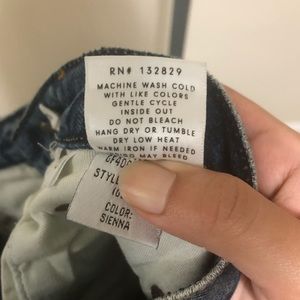 RN# 132829
MACHINE WASH COLD
WITH LIKE COLORS
GENTLE CYCLE
INSIDE OUT
DO NOT BLEACH
HANG DRY OR TUMBLE
DRY LOW HEAT
WARM IRON IF NEEDED
MAY BLEED
STYLE
COLOR:
SIENNA